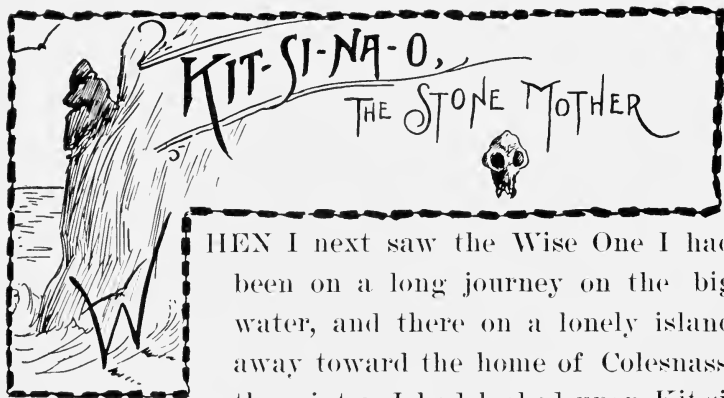 KIT-SI-NA-O,
THE STONE MOTHER
WHEN I next saw the Wise One I had
been on a long journey on the big
water, and there on a lonely island
away toward the home of Colesnass